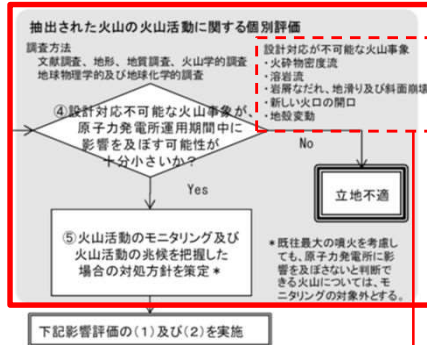 抽出された火山の火山活動に関する個別評価
調査方法
文献調査、地形、地質調査、火山学的調査
地球物理学的及び地球化学的調査
設計対応が不可能な火山事象
・火砕物密度流
・溶岩流
・岩屑なだれ、地滑り及び斜面崩壊
・新しい火口の開口
・地殻変動
④設計対応不可能な火山事象が、
原子力発電所運用期間中に
影響を及ぼす可能性が
十分小さいか?
No
Yes
立地不適
⑤火山活動のモニタリング及び
火山活動の兆候を把握した
場合の対処方針を策定*
*既往最大の噴火を考慮し
ても、原子力発電所に影
響を及ぼさないと判断で
きる火山については、モ
ニタリングの対象外とする。
下記影響評価の(1)及び(2)を実施